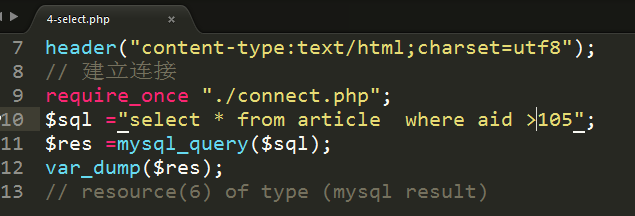 4-select.php ×
7 header("content-type:text/html;charset=utf8");
8 // 建立连接
9 require_once "./connect.php";
10 $sql ="select * from article  where aid >105";
11 $res =mysql_query($sql);
12 var_dump($res);
13 // resource(6) of type (mysql result)